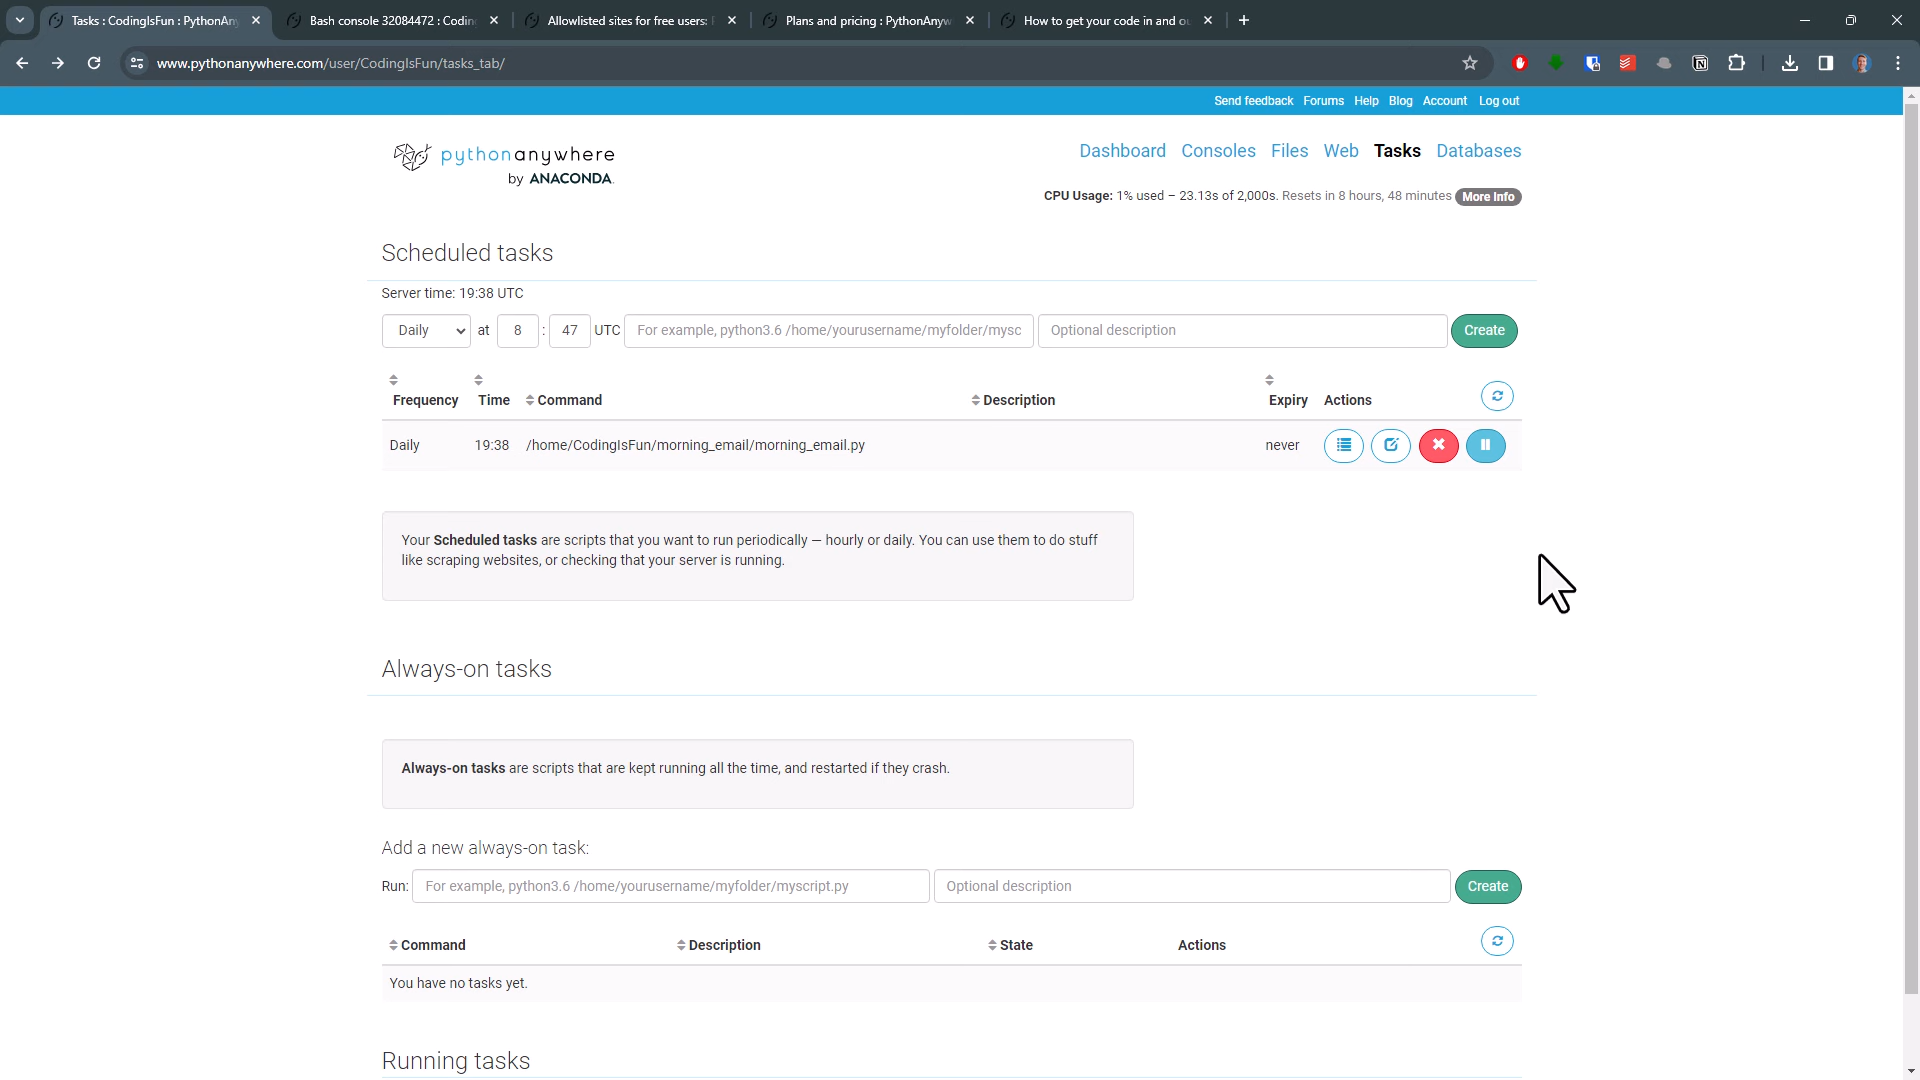 Tasks : CodingIsFun : PythonAny
Bash console 32084472 : Codin
Allowlisted sites for free users:
Plans and pricing : PythonAnyw
How to get your code in and ou
www.pythonanywhere.com/user/CodingIsFun/tasks_tab/
Send feedback Forums Help Blog Account Log out
pythonanywhere
by ANACONDA.
Dashboard Consoles Files Web Tasks Databases
CPU Usage: 1% used – 23.13s of 2,000s. Resets in 8 hours, 48 minutes More Info
Scheduled tasks
Server time: 19:38 UTC
Daily at 8 : 47 UTC For example, python3.6 /home/yourusername/myfolder/mysc Optional description Create
Frequency Time Command Description Expiry Actions
Daily 19:38 /home/CodingIsFun/morning_email/morning_email.py never
Your Scheduled tasks are scripts that you want to run periodically — hourly or daily. You can use them to do stuff
like scraping websites, or checking that your server is running.
Always-on tasks
Always-on tasks are scripts that are kept running all the time, and restarted if they crash.
Add a new always-on task:
Run: For example, python3.6 /home/yourusername/myfolder/myscript.py Optional description Create
Command Description State Actions
You have no tasks yet.
Running tasks